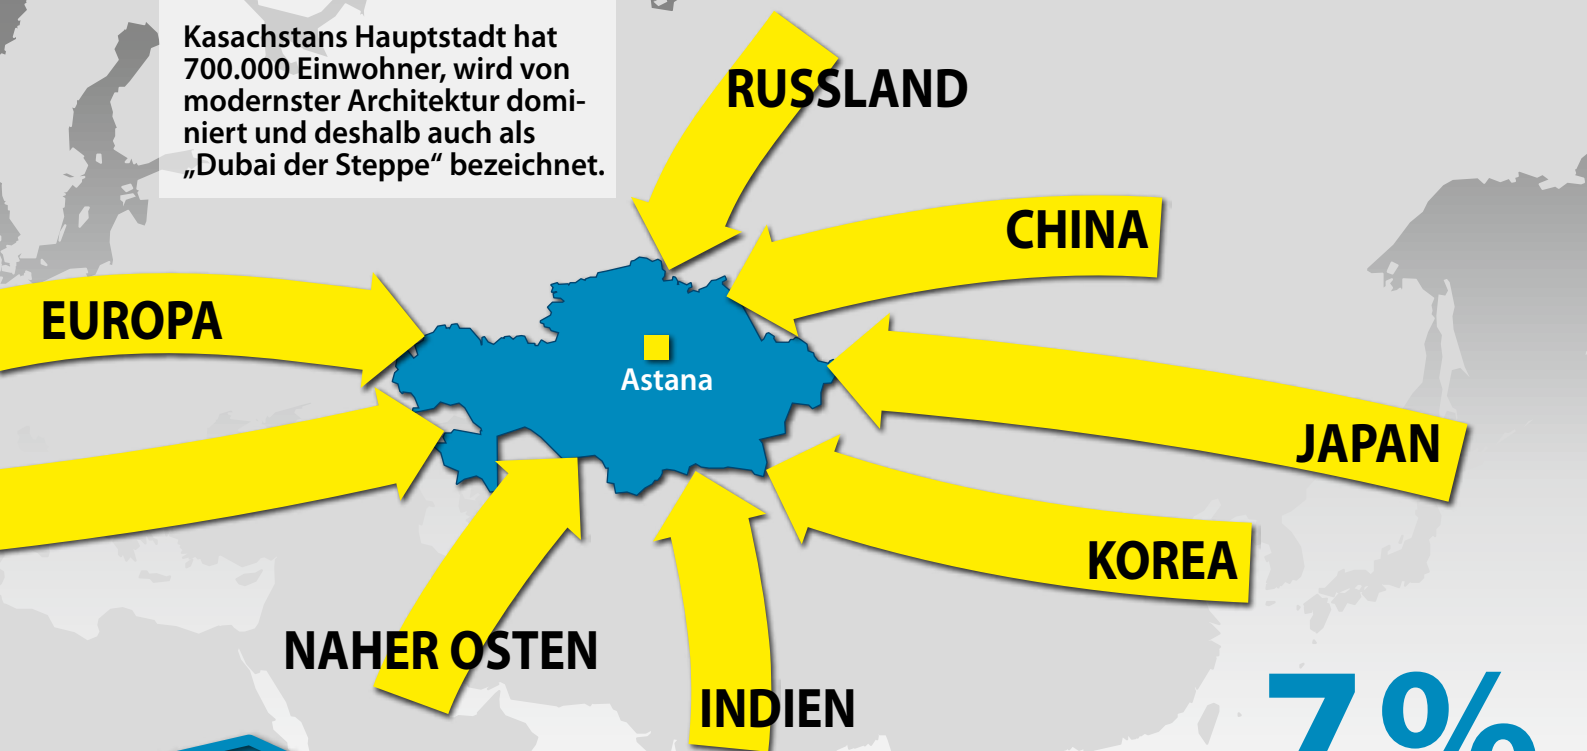 Kasachstans Hauptstadt hat
700.000 Einwohner, wird von
modernster Architektur domi-
niert und deshalb auch als
„Dubai der Steppe“ bezeichnet.
RUSSLAND
CHINA
EUROPA
Astana
JAPAN
KOREA
NAHER OSTEN
INDIEN
7%